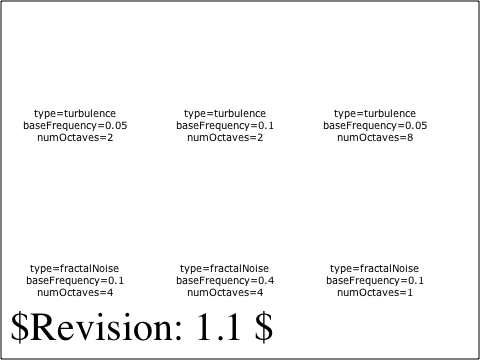 type=turbulence
baseFrequency=0.05
numOctaves=2
type=turbulence
baseFrequency=0.1
numOctaves=2
type=turbulence
baseFrequency=0.05
numOctaves=8
type=fractalNoise
baseFrequency=0.1
numOctaves=4
type=fractalNoise
baseFrequency=0.4
numOctaves=4
type=fractalNoise
baseFrequency=0.1
numOctaves=1
$Revision: 1.1 $